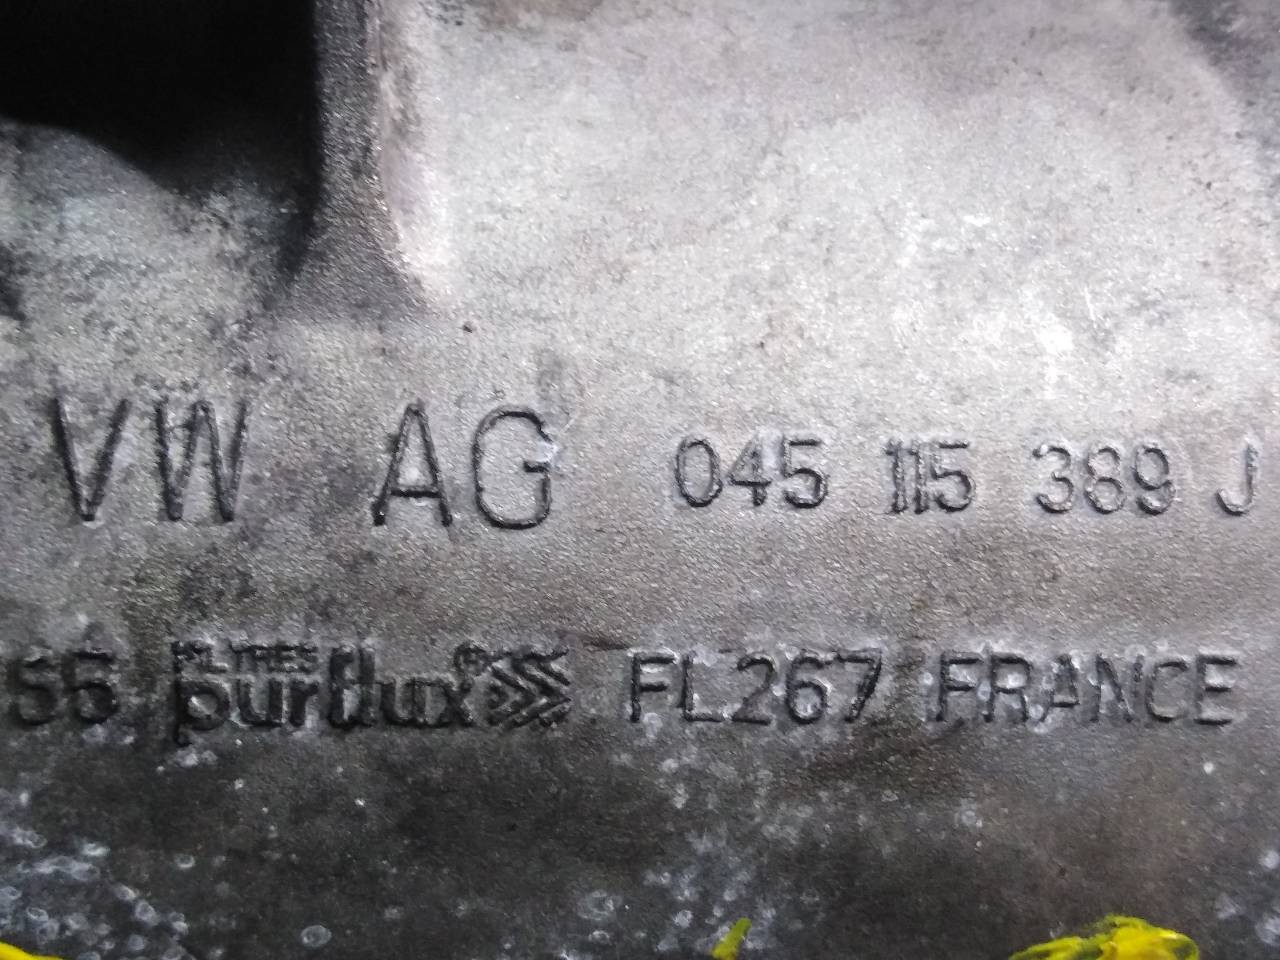 VW AG 045 115 389 J
55 FILTRES purflux FL267 FRANCE